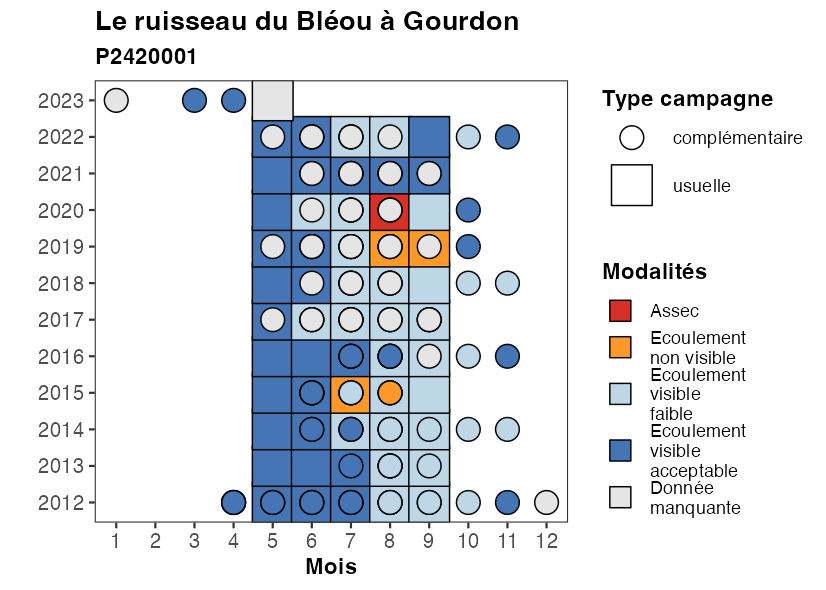 Le ruisseau du Bléou à Gourdon
P2420001
2023
2022
2021
2020
2019
2018
2017
2016
2015
2014
2013
2012
1 2 3 4 5 6 7 8 9 10 11 12
Mois
Type campagne
complémentaire
usuelle
Modalités
Assec
Ecoulement
non visible
Ecoulement
visible
faible
Ecoulement
visible
acceptable
Donnée
manquante